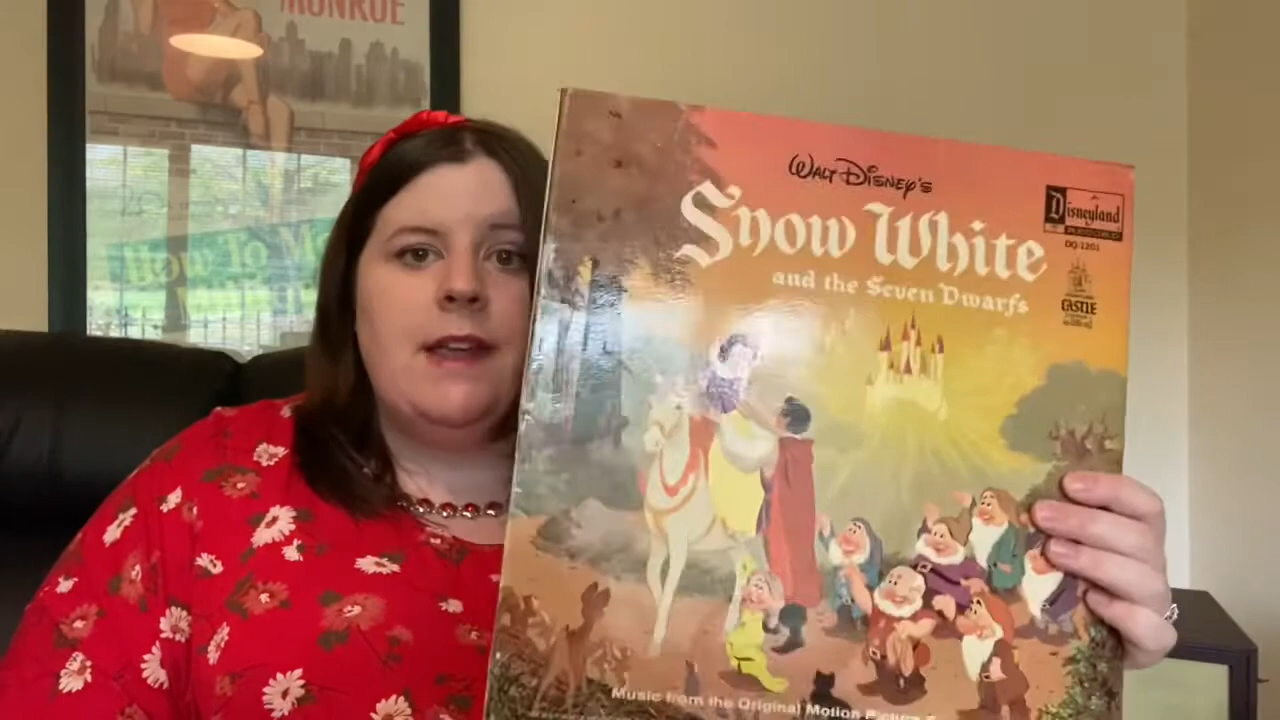 MONROE
WALT DISNEY'S
Snow White
and the Seven Dwarfs
Disneyland
DQ-1201
CASTLE
Music from the Original Motion Picture